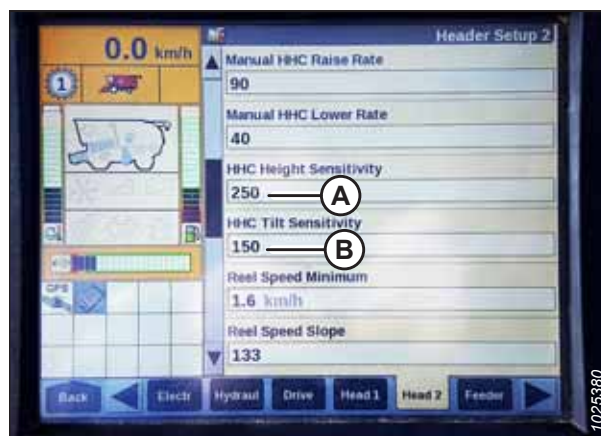 0.0 km/h
Header Setup 2
1
Manual HHC Raise Rate
90
Manual HHC Lower Rate
40
HHC Height Sensitivity
250
A
HHC Tilt Sensitivity
150
B
Reel Speed Minimum
1.6 km/h
GPS
Reel Speed Slope
133
Back
Electr
Hydraul
Drive
Head 1
Head 2
Feeder
1025380